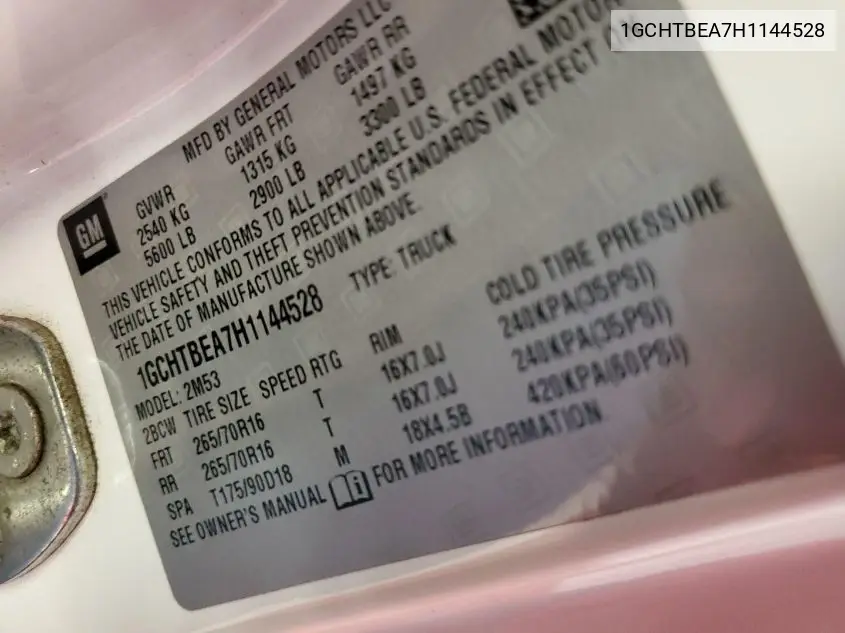 1GCHTBEA7H1144528
MFD BY GENERAL MOTORS LLC
GVWR GAWR FRT GAWR RR
2540 KG 1315 KG 1497 KG
5600 LB 2900 LB 3300 LB
GM
THIS VEHICLE CONFORMS TO ALL APPLICABLE U.S. FEDERAL MOTOR
VEHICLE SAFETY AND THEFT PREVENTION STANDARDS IN EFFECT
THE DATE OF MANUFACTURE SHOWN ABOVE.
1GCHTBEA7H1144528 TYPE: TRUCK
MODEL: 2M53
2BCW TIRE SIZE SPEED RTG RIM COLD TIRE PRESSURE
FRT 265/70R16 T 16X7.0J 240KPA(35PSI)
RR 265/70R16 T 16X7.0J 240KPA(35PSI)
SPA T175/90D18 M 18X4.5B 420KPA(60PSI)
SEE OWNER'S MANUAL FOR MORE INFORMATION